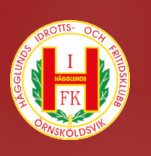 HÄGGLUNDS IDROTTS- OCH FRITIDSKLUBB
I
HÄGGLUNDS
FK
ÖRNSKÖLDSVIK